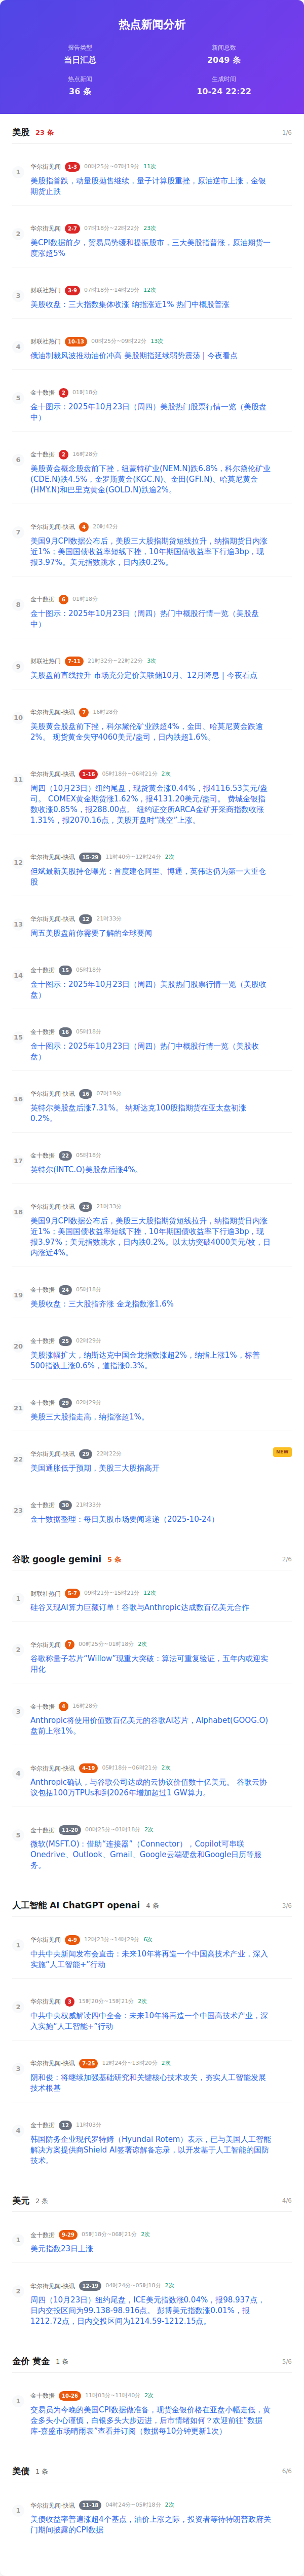 热点新闻分析
报告类型
当日汇总
新闻总数
2049 条
热点新闻
36 条
生成时间
10-24 22:22
美股 23 条 1/6
1
华尔街见闻 1-3 00时25分~07时19分 11次
美股指普跌，动量股抛售继续，量子计算股重挫，原油逆市上涨，金银
期货止跌
2
华尔街见闻 2-7 07时18分~22时22分 23次
美CPI数据前夕，贸易局势缓和提振股市，三大美股指普涨，原油期货一
度涨超5%
3
财联社热门 3-9 07时18分~14时29分 12次
美股收盘：三大指数集体收涨 纳指涨近1% 热门中概股普涨
4
财联社热门 10-13 00时25分~09时22分 13次
俄油制裁风波推动油价冲高 美股期指延续弱势震荡 | 今夜看点
5
金十数据 2 01时18分
金十图示：2025年10月23日（周四）美股热门股票行情一览（美股盘
中）
6
金十数据 2 16时28分
美股黄金概念股盘前下挫，纽蒙特矿业(NEM.N)跌6.8%，科尔黛伦矿业
(CDE.N)跌4.5%，金罗斯黄金(KGC.N)、金田(GFI.N)、哈莫尼黄金
(HMY.N)和巴里克黄金(GOLD.N)跌逾2%。
7
华尔街见闻-快讯 4 20时42分
美国9月CPI数据公布后，美股三大股指期货短线拉升，纳指期货日内涨
近1%；美国国债收益率短线下挫，10年期国债收益率下行逾3bp，现
报3.97%。美元指数跳水，日内跌0.2%。
8
金十数据 6 01时18分
金十图示：2025年10月23日（周四）热门中概股行情一览（美股盘
中）
9
财联社热门 7-11 21时32分~22时22分 3次
美股盘前直线拉升 市场充分定价美联储10月、12月降息 | 今夜看点
10
华尔街见闻-快讯 7 16时28分
美股黄金股盘前下挫，科尔黛伦矿业跌超4%，金田、哈莫尼黄金跌逾
2%。 现货黄金失守4060美元/盎司，日内跌超1.6%。
11
华尔街见闻-快讯 1-16 05时18分~06时21分 2次
周四（10月23日）纽约尾盘，现货黄金涨0.44%，报4116.53美元/盎
司。 COMEX黄金期货涨1.62%，报4131.20美元/盎司。 费城金银指
数收涨0.85%，报288.00点。 纽约证交所ARCA金矿开采商指数收涨
1.31%，报2070.16点，美股开盘时“跳空”上涨。
12
华尔街见闻-快讯 15-29 11时40分~12时24分 2次
但斌最新美股持仓曝光：首度建仓阿里、博通，英伟达仍为第一大重仓
股
13
华尔街见闻-快讯 12 21时33分
周五美股盘前你需要了解的全球要闻
14
金十数据 15 05时18分
金十图示：2025年10月23日（周四）美股热门股票行情一览（美股收
盘）
15
金十数据 16 05时18分
金十图示：2025年10月23日（周四）热门中概股行情一览（美股收
盘）
16
华尔街见闻-快讯 16 07时19分
英特尔美股盘后涨7.31%。 纳斯达克100股指期货在亚太盘初涨
0.2%。
17
金十数据 22 05时18分
英特尔(INTC.O)美股盘后涨4%。
18
华尔街见闻-快讯 23 21时33分
美国9月CPI数据公布后，美股三大股指期货短线拉升，纳指期货日内涨
近1%；美国国债收益率短线下挫，10年期国债收益率下行逾3bp，现
报3.97%；美元指数跳水，日内跌0.2%。以太坊突破4000美元/枚，日
内涨近4%。
19
金十数据 24 05时18分
美股收盘：三大股指齐涨 金龙指数涨1.6%
20
金十数据 25 02时29分
美股涨幅扩大，纳斯达克中国金龙指数涨超2%，纳指上涨1%，标普
500指数上涨0.6%，道指涨0.3%。
21
金十数据 29 02时29分
美股三大股指走高，纳指涨超1%。
22
华尔街见闻-快讯 29 22时22分 NEW
美国通胀低于预期，美股三大股指高开
23
金十数据 30 21时33分
金十数据整理：每日美股市场要闻速递（2025-10-24）
谷歌 google gemini 5 条 2/6
1
财联社热门 5-7 09时21分~15时21分 12次
硅谷又现AI算力巨额订单！谷歌与Anthropic达成数百亿美元合作
2
华尔街见闻 7 00时25分~01时18分 2次
谷歌称量子芯片“Willow”现重大突破：算法可重复验证，五年内或迎实
用化
3
金十数据 4 16时28分
Anthropic将使用价值数百亿美元的谷歌AI芯片，Alphabet(GOOG.O)
盘前上涨1%。
4
华尔街见闻-快讯 4-19 05时18分~06时21分 2次
Anthropic确认，与谷歌公司达成的云协议价值数十亿美元。 谷歌云协
议包括100万TPUs和到2026年增加超过1 GW算力。
5
金十数据 11-20 00时25分~01时18分 2次
微软(MSFT.O)：借助“连接器”（Connector），Copilot可串联
Onedrive、Outlook、Gmail、Google云端硬盘和Google日历等服
务。
人工智能 AI ChatGPT openai 4 条 3/6
1
华尔街见闻 4-9 12时23分~14时29分 6次
中共中央新闻发布会直击：未来10年将再造一个中国高技术产业，深入
实施“人工智能+”行动
2
华尔街见闻 3 15时20分~15时21分 2次
中共中央权威解读四中全会：未来10年将再造一个中国高技术产业，深
入实施“人工智能+”行动
3
华尔街见闻-快讯 7-25 12时24分~13时20分 2次
阴和俊：将继续加强基础研究和关键核心技术攻关，夯实人工智能发展
技术根基
4
金十数据 12 11时03分
韩国防务企业现代罗特姆（Hyundai Rotem）表示，已与美国人工智能
解决方案提供商Shield AI签署谅解备忘录，以开发基于人工智能的国防
技术。
美元 2 条 4/6
1
金十数据 9-29 05时18分~06时21分 2次
美元指数23日上涨
2
华尔街见闻-快讯 12-19 04时24分~05时18分 2次
周四（10月23日）纽约尾盘，ICE美元指数涨0.04%，报98.937点，
日内交投区间为99.138-98.916点。 彭博美元指数涨0.01%，报
1212.72点，日内交投区间为1214.59-1212.15点。
金价 黄金 1 条 5/6
1
金十数据 10-26 11时03分~11时40分 2次
交易员为今晚的美国CPI数据做准备，现货金银价格在亚盘小幅走低，黄
金多头小心谨慎，白银多头大步迈进，后市情绪如何？欢迎前往“数据
库-嘉盛市场晴雨表”查看并订阅（数据每10分钟更新1次）
美债 1 条 6/6
1
华尔街见闻-快讯 11-18 04时24分~05时18分 2次
美债收益率普遍涨超4个基点，油价上涨之际，投资者等待特朗普政府关
门期间披露的CPI数据